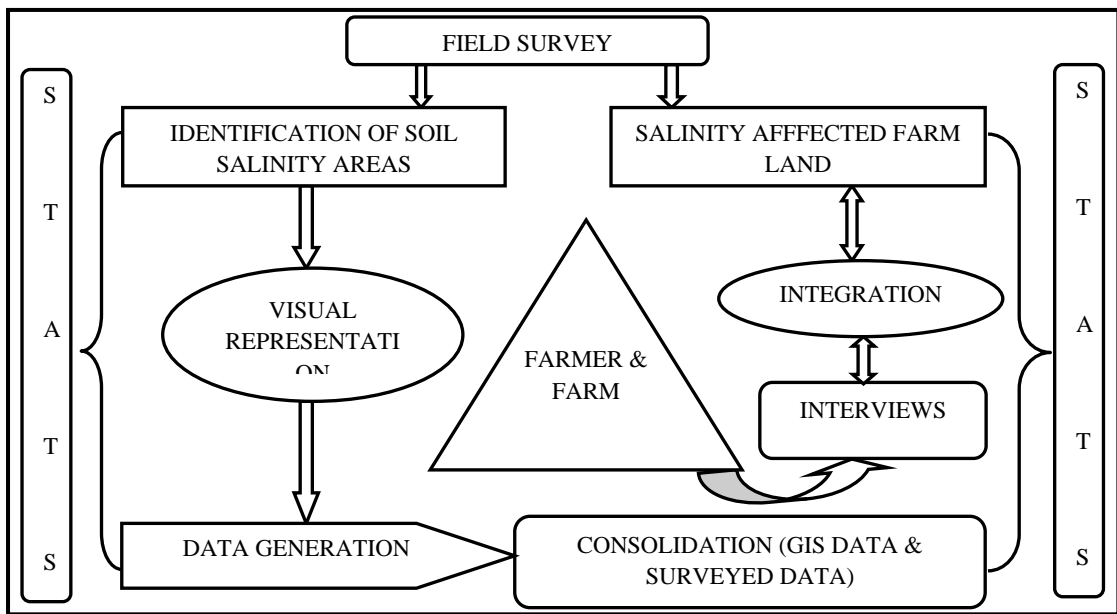 FIELD SURVEY
S
T
A
T
S
IDENTIFICATION OF SOIL
SALINITY AREAS
SALINITY AFFFECTED FARM
LAND
VISUAL
REPRESENTATI
ON
FARMER &
FARM
INTEGRATION
INTERVIEWS
DATA GENERATION
CONSOLIDATION (GIS DATA &
SURVEYED DATA)
S
T
A
T
S